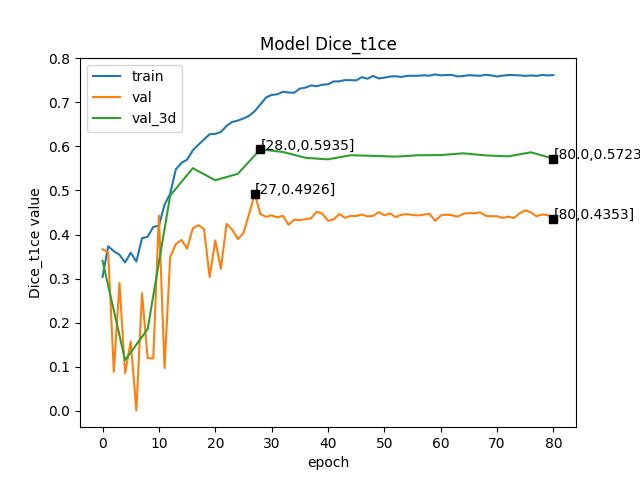 Model Dice_t1ce
train
val
val_3d
[28.0,0.5935]
[80.0,0.5723
[27,0.4926]
[80,0.4353]
Dice_t1ce value
0.8
0.7
0.6
0.5
0.4
0.3
0.2
0.1
0.0
0 10 20 30 40 50 60 70 80
epoch